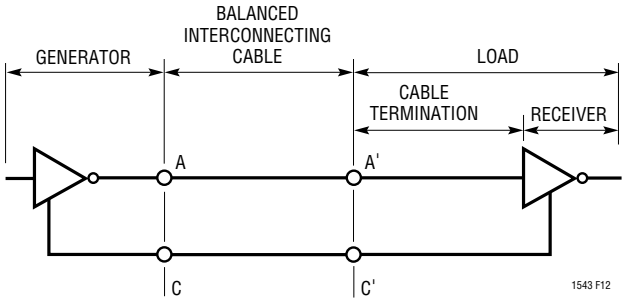 BALANCED
INTERCONNECTING
CABLE
GENERATOR
LOAD
CABLE
TERMINATION
RECEIVER
A
A'
C
C'
1543 F12